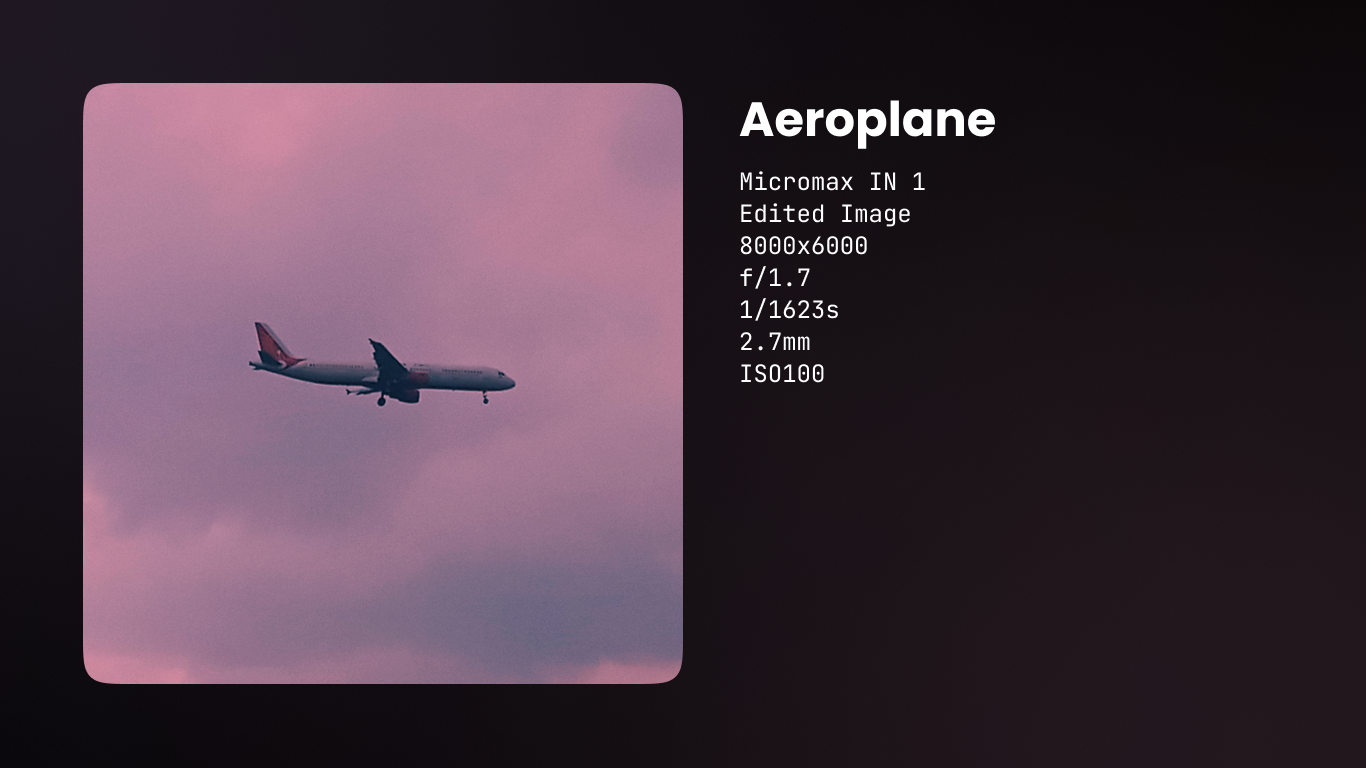 Aeroplane
Micromax IN 1
Edited Image
8000x6000
f/1.7
1/1623s
2.7mm
ISO100